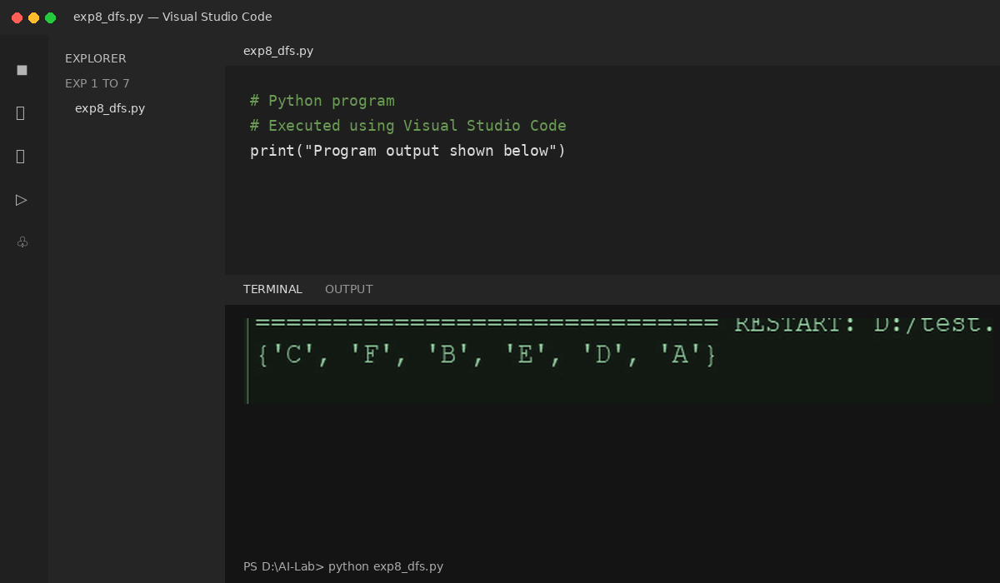 exp8_dfs.py — Visual Studio Code
EXPLORER
EXP 1 TO 7
exp8_dfs.py
exp8_dfs.py
# Python program
# Executed using Visual Studio Code
print("Program output shown below")
TERMINAL OUTPUT
============================== RESTART: D:/test.
{'C', 'F', 'B', 'E', 'D', 'A'}
PS D:\AI-Lab> python exp8_dfs.py